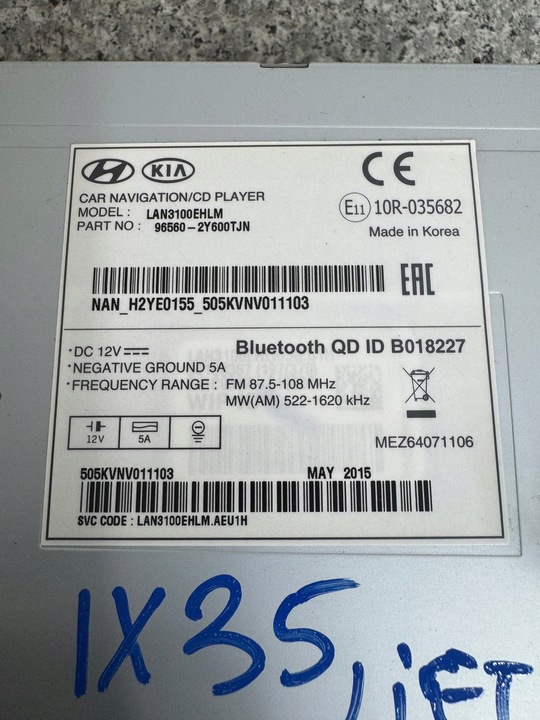 HYUNDAI KIA CE
CAR NAVIGATION/CD PLAYER
MODEL : LAN3100EHLM
PART NO : 96560-2Y600TJN
E11 10R-035682
Made in Korea
EAC
NAN_H2YE0155_505KVNV011103
Bluetooth QD ID B018227
·DC 12V
·NEGATIVE GROUND 5A
·FREQUENCY RANGE : FM 87.5-108 MHz
MW(AM) 522-1620 kHz
12V 5A
MEZ64071106
505KVNV011103 MAY 2015
SVC CODE : LAN3100EHLM.AEU1H
IX35